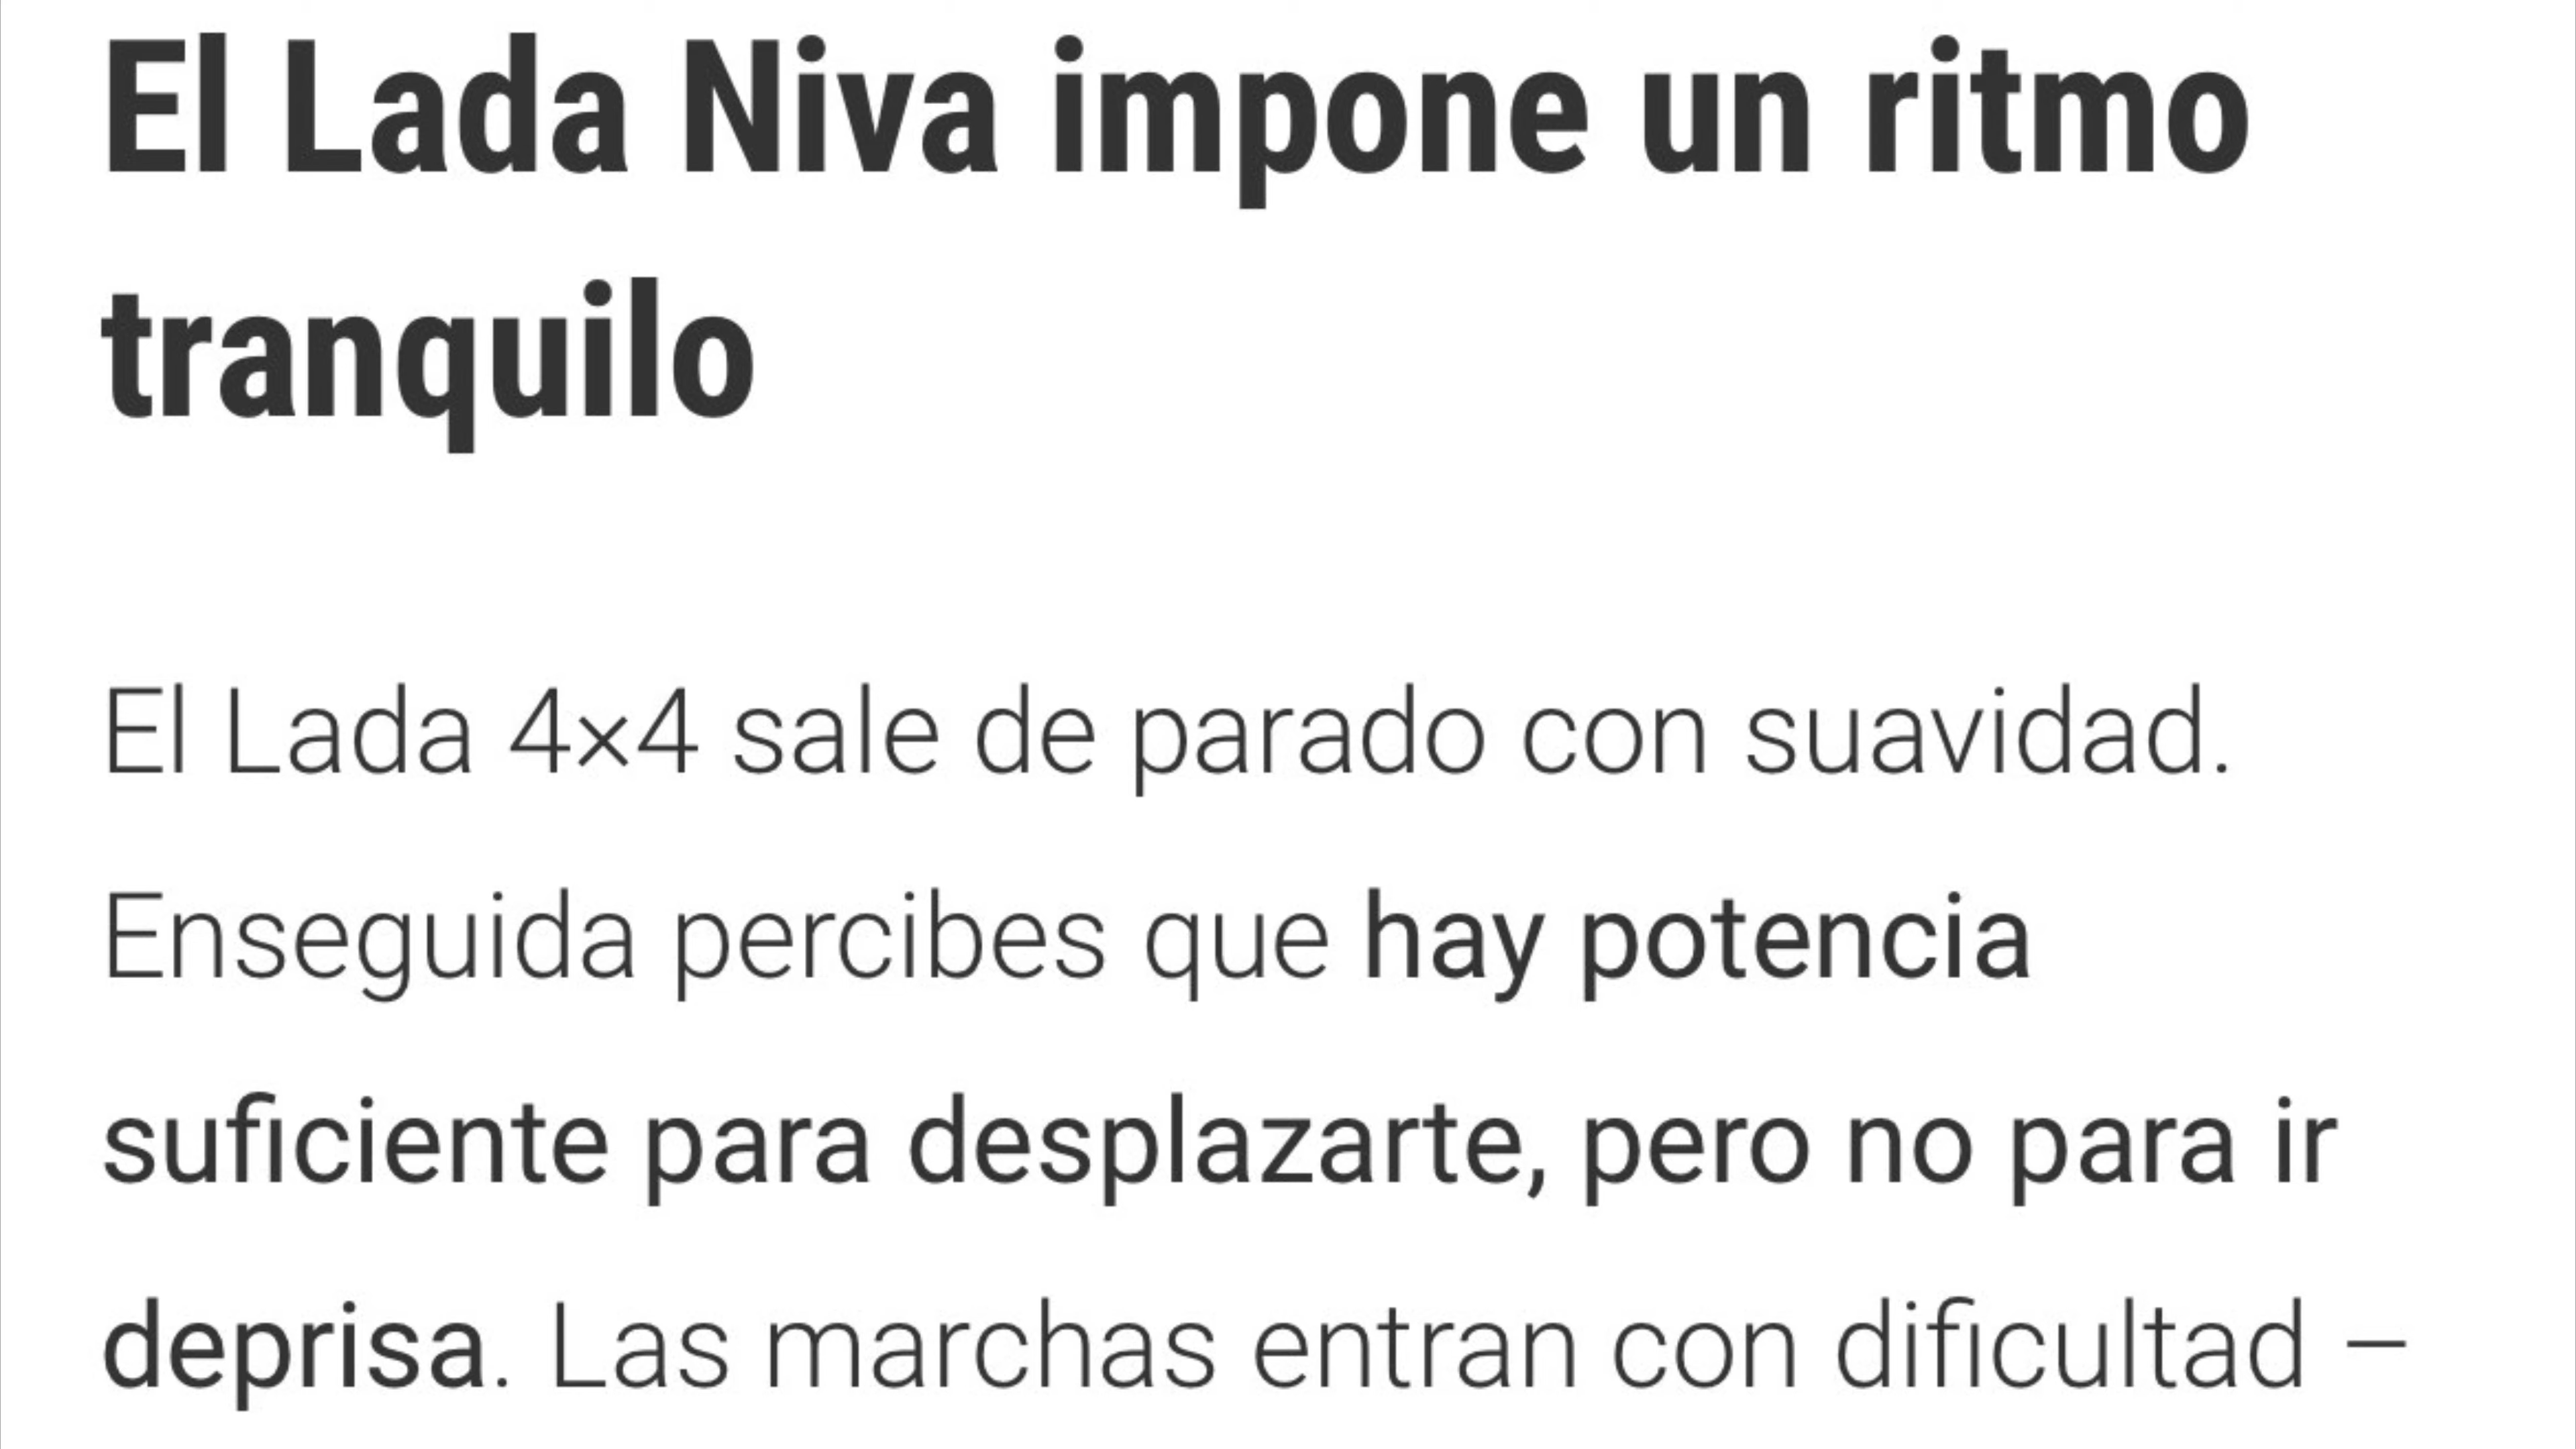 El Lada Niva impone un ritmo
tranquilo
El Lada 4×4 sale de parado con suavidad.
Enseguida percibes que hay potencia
suficiente para desplazarte, pero no para ir
deprisa. Las marchas entran con dificultad –